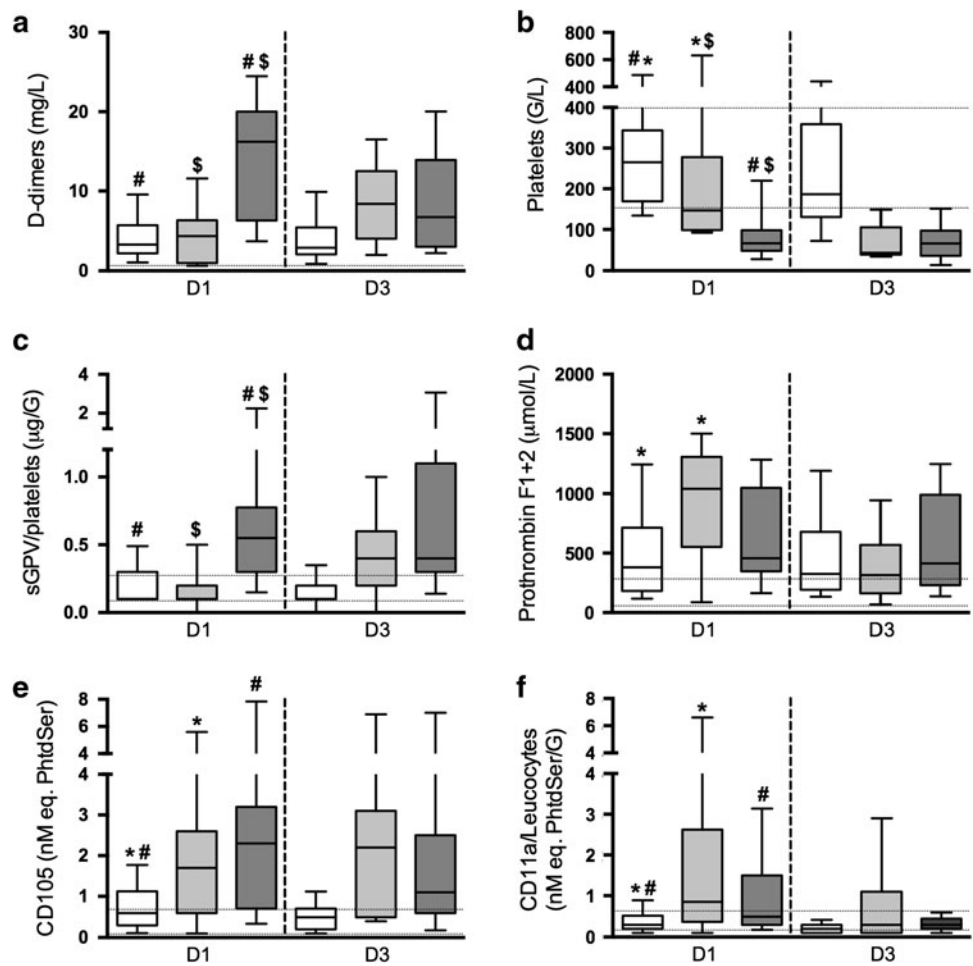 a
D-dimers (mg/L)
30
20
10
0
#
$
# $
D1
D3
b
Platelets (G/L)
800
600
400
400
300
200
100
0
# *
* $
# $
D1
D3
c
sGPV/platelets (µg/G)
4
2
1.0
0.5
0.0
#
$
# $
D1
D3
d
Prothrombin F1+2 (µmol/L)
2000
1500
1000
500
0
*
*
D1
D3
e
CD105 (nM eq. PhtdSer)
8
6
4
4
3
2
1
0
* #
*
#
D1
D3
f
CD11a/Leucocytes
(nM eq. PhtdSer/G)
8
6
4
4
3
2
1
0
* #
*
#
D1
D3